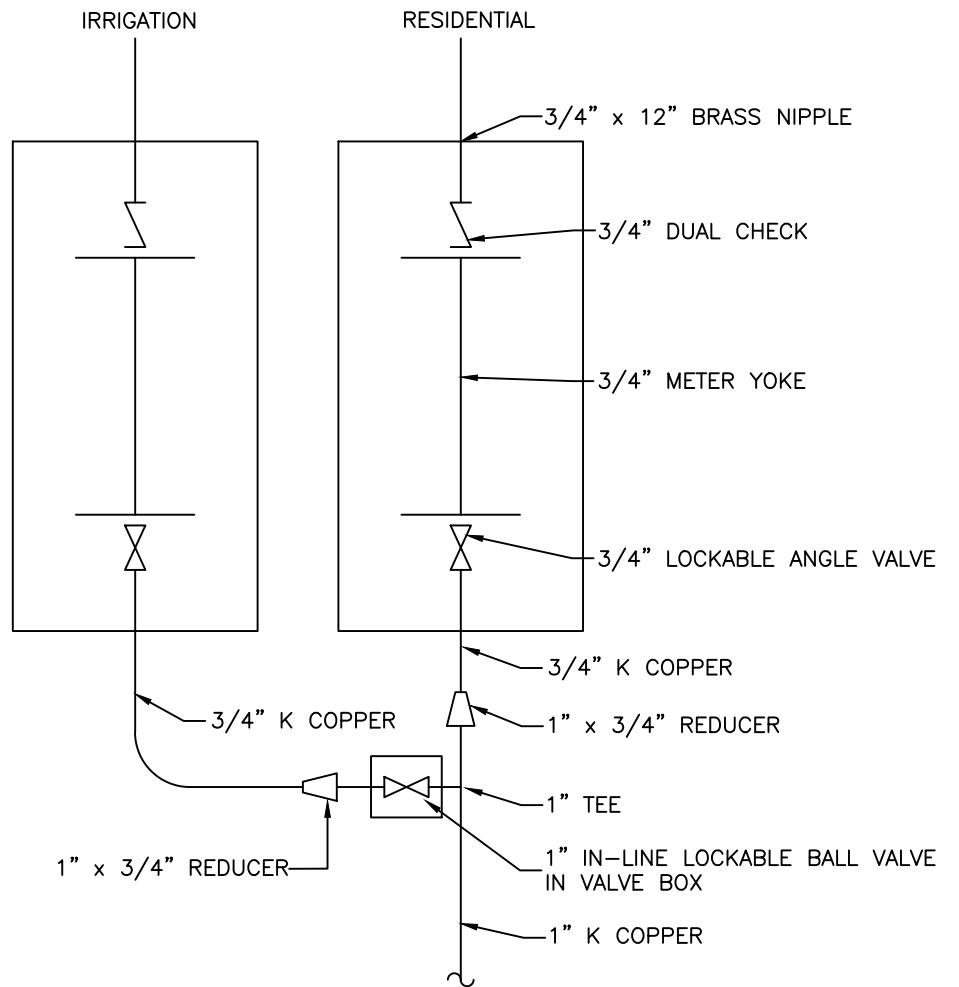 IRRIGATION
RESIDENTIAL
3/4" x 12" BRASS NIPPLE
3/4" DUAL CHECK
3/4" METER YOKE
3/4" LOCKABLE ANGLE VALVE
3/4" K COPPER
3/4" K COPPER
1" x 3/4" REDUCER
1" TEE
1" x 3/4" REDUCER
1" IN-LINE LOCKABLE BALL VALVE
IN VALVE BOX
1" K COPPER